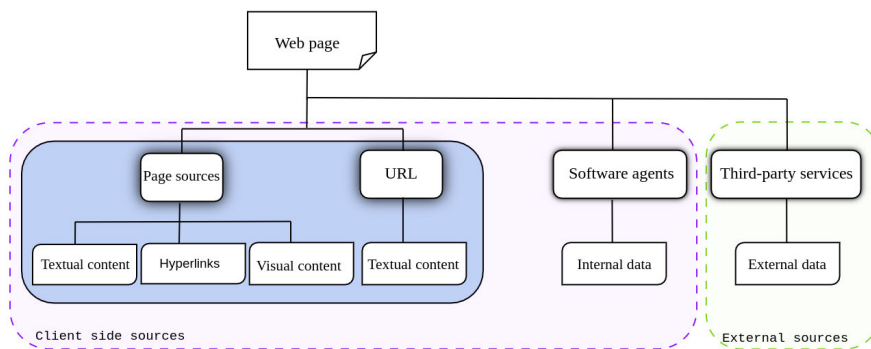 Web page
Page sources
URL
Software agents
Third-party services
Textual content
Hyperlinks
Visual content
Textual content
Internal data
External data
Client side sources
External sources